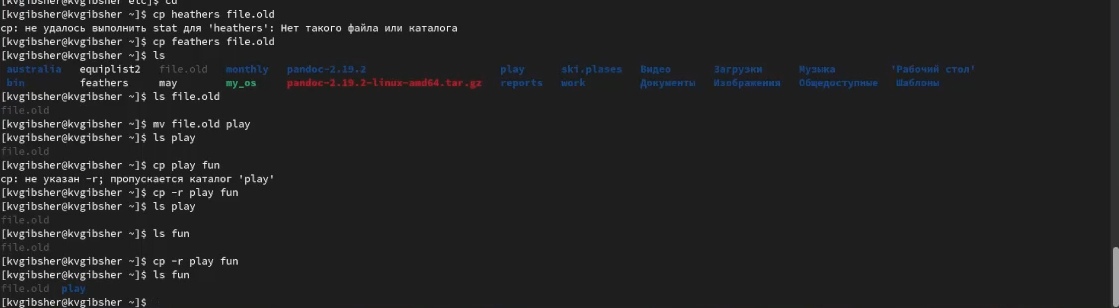 [kvgibsher@kvgibsher etc]$ cd
[kvgibsher@kvgibsher ~]$ cp heathers file.old
cp: не удалось выполнить stat для 'heathers': Нет такого файла или каталога
[kvgibsher@kvgibsher ~]$ cp feathers file.old
[kvgibsher@kvgibsher ~]$ ls
australia equiplist2 file.old monthly pandoc-2.19.2 play ski.plases Видео Загрузки Музыка 'Рабочий стол'
bin feathers may my_os pandoc-2.19.2-linux-amd64.tar.gz reports work Документы Изображения Общедоступные Шаблоны
[kvgibsher@kvgibsher ~]$ ls file.old
file.old
[kvgibsher@kvgibsher ~]$ mv file.old play
[kvgibsher@kvgibsher ~]$ ls play
file.old
[kvgibsher@kvgibsher ~]$ cp play fun
cp: не указан -r; пропускается каталог 'play'
[kvgibsher@kvgibsher ~]$ cp -r play fun
[kvgibsher@kvgibsher ~]$ ls play
file.old
[kvgibsher@kvgibsher ~]$ ls fun
file.old
[kvgibsher@kvgibsher ~]$ cp -r play fun
[kvgibsher@kvgibsher ~]$ ls fun
file.old play
[kvgibsher@kvgibsher ~]$